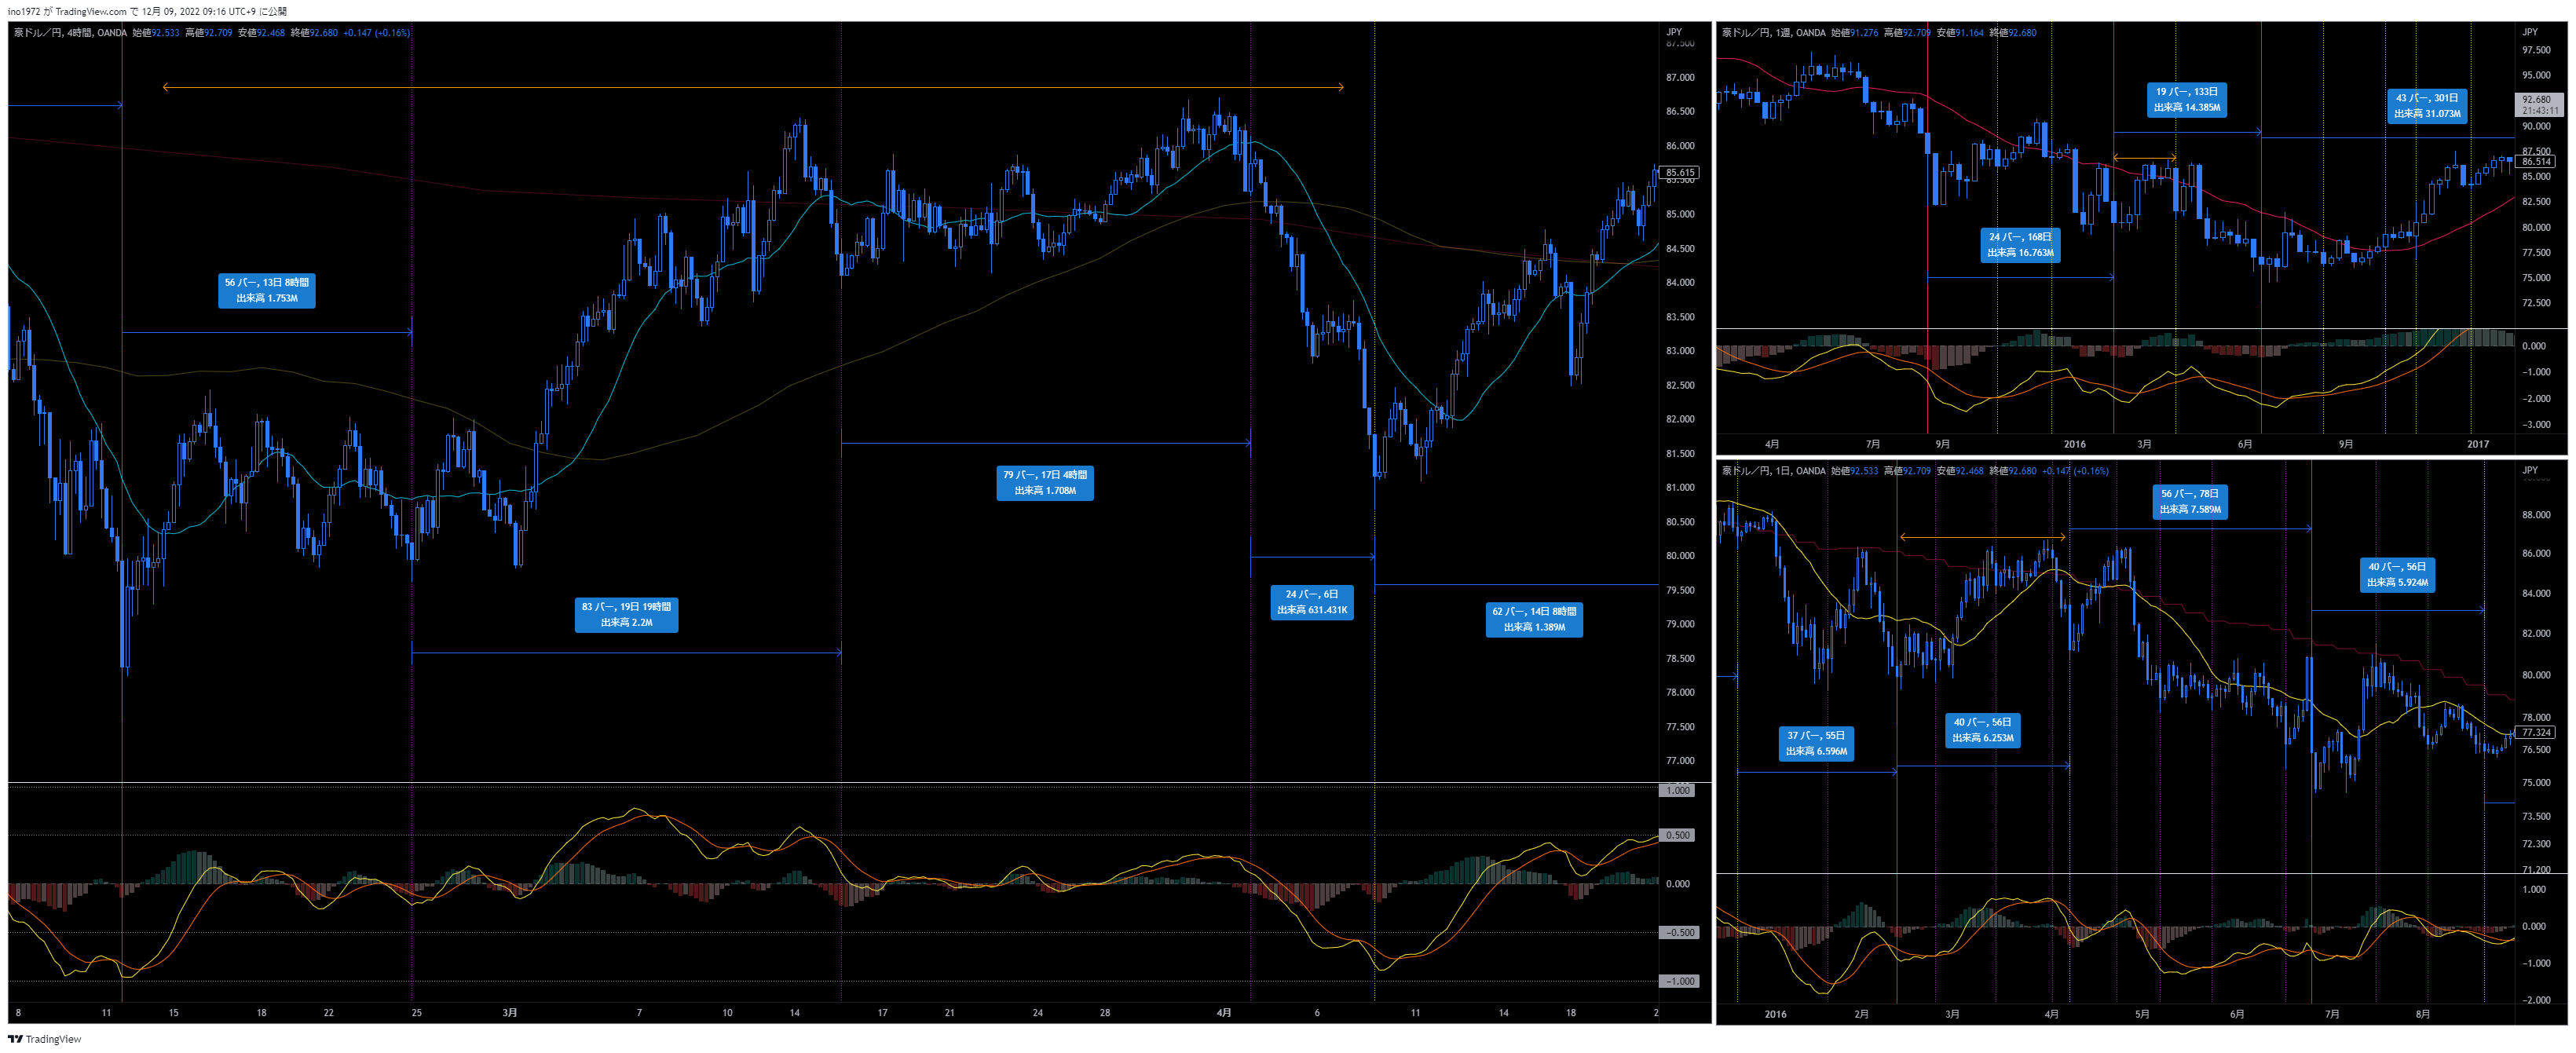 ino1972 が TradingView.com で 12月 09, 2022 09:16 UTC+9 に公開
豪ドル／円, 4時間, OANDA 始値92.533 高値92.709 安値92.468 終値92.680 +0.147 (+0.16%)
JPY
87.500
87.000
86.500
86.000
85.615
85.500
85.000
84.500
84.000
83.500
83.000
82.500
82.000
81.500
81.000
80.500
80.000
79.500
79.000
78.500
78.000
77.500
77.000
56 バー, 13日 8時間
出来高 1.753M
83 バー, 19日 19時間
出来高 2.2M
79 バー, 17日 4時間
出来高 1.708M
24 バー, 6日
出来高 631.431K
62 バー, 14日 8時間
出来高 1.389M
1.000
0.500
0.000
−0.500
−1.000
8 11 15 18 22 25 3月 7 10 14 17 21 24 28 4月 6 11 14 18 2
豪ドル／円, 1週, OANDA 始値91.276 高値92.709 安値91.164 終値92.680
JPY
97.500
95.000
92.680
21:43:11
90.000
87.500
86.514
85.000
82.500
80.000
77.500
75.000
72.500
19 バー, 133日
出来高 14.385M
43 バー, 301日
出来高 31.073M
24 バー, 168日
出来高 16.763M
0.000
−1.000
−2.000
−3.000
4月 7月 9月 2016 3月 6月 9月 2017
豪ドル／円, 1日, OANDA 始値92.533 高値92.709 安値92.468 終値92.680 +0.147 (+0.16%)
JPY
88.000
86.000
84.000
82.000
80.000
78.000
77.324
76.500
75.000
73.500
72.300
71.200
56 バー, 78日
出来高 7.589M
40 バー, 56日
出来高 5.924M
37 バー, 55日
出来高 6.596M
40 バー, 56日
出来高 6.253M
1.000
0.000
−1.000
−2.000
2016 2月 3月 4月 5月 6月 7月 8月
TradingView